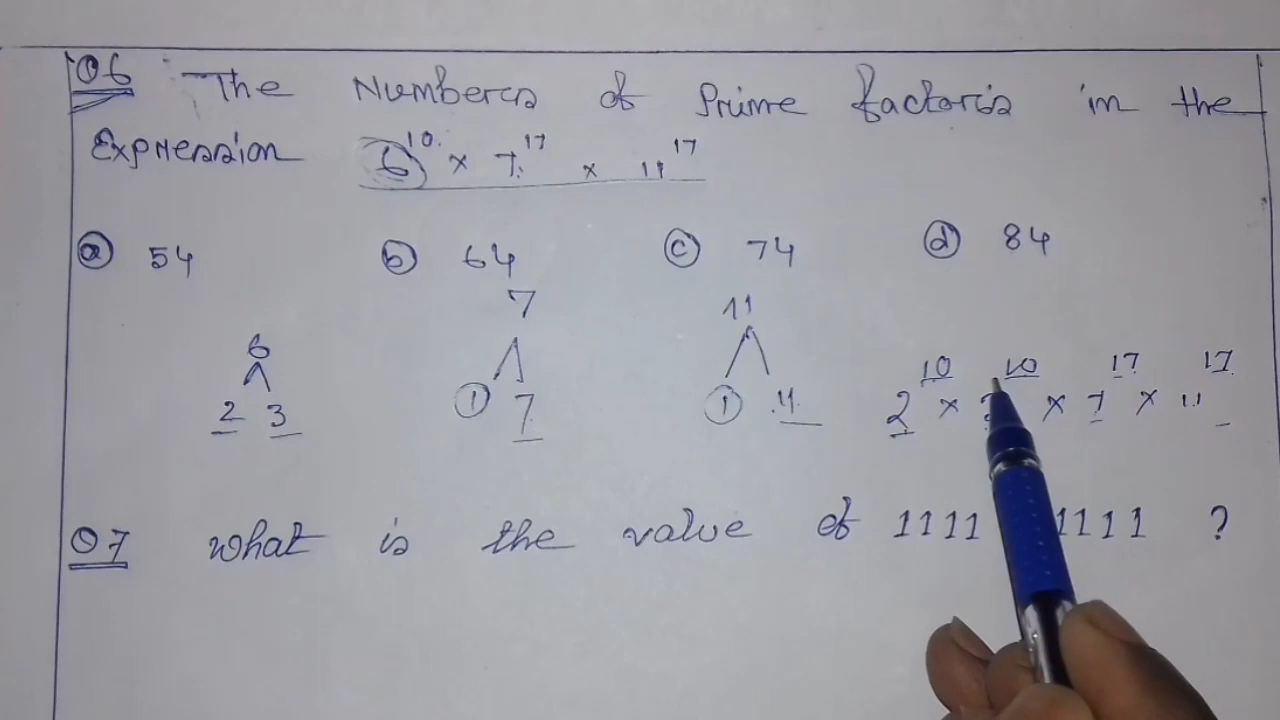 Q6 The Numbers of Prime factors in the
Expression 6^10 × 7^17 × 11^17
(a) 54 (b) 64 (c) 74 (d) 84
6
2 3
7
1 7
11
1 11
2^10 × ^10 × 7^17 × 11^17
Q7 what is the value of 1111 1111 ?